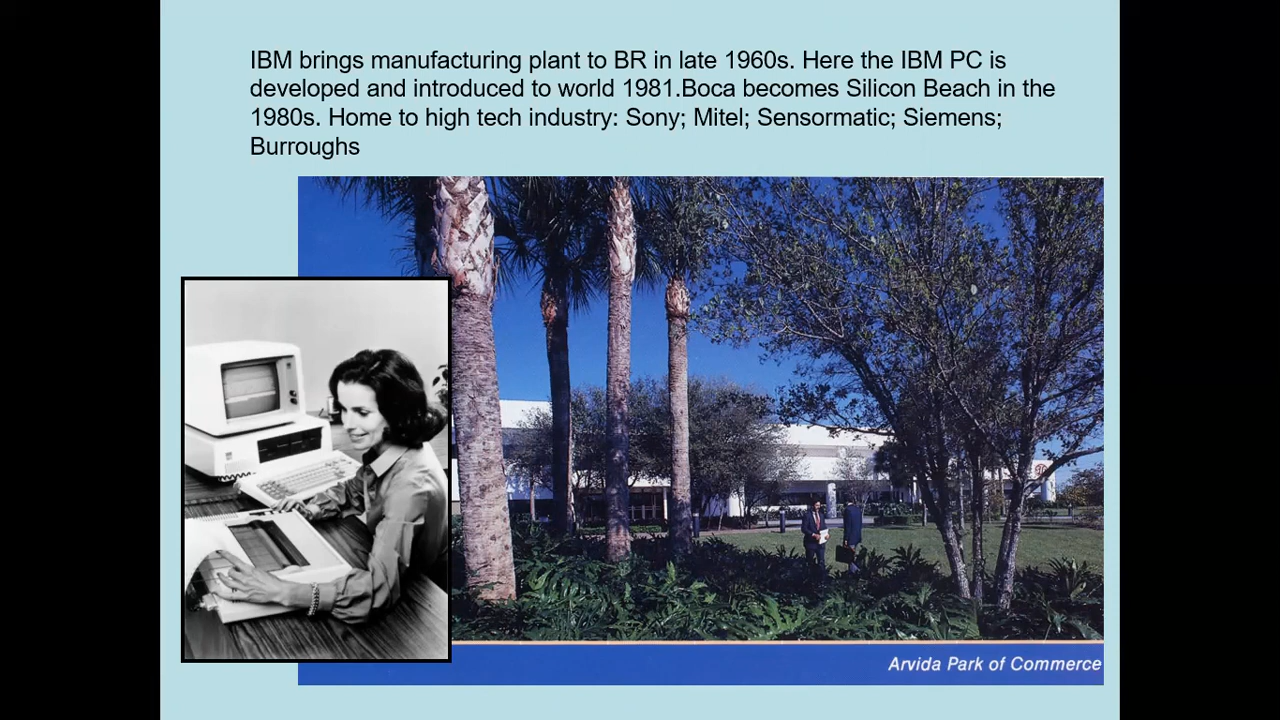 IBM brings manufacturing plant to BR in late 1960s. Here the IBM PC is
developed and introduced to world 1981.Boca becomes Silicon Beach in the
1980s. Home to high tech industry: Sony; Mitel; Sensormatic; Siemens;
Burroughs
Arvida Park of Commerce